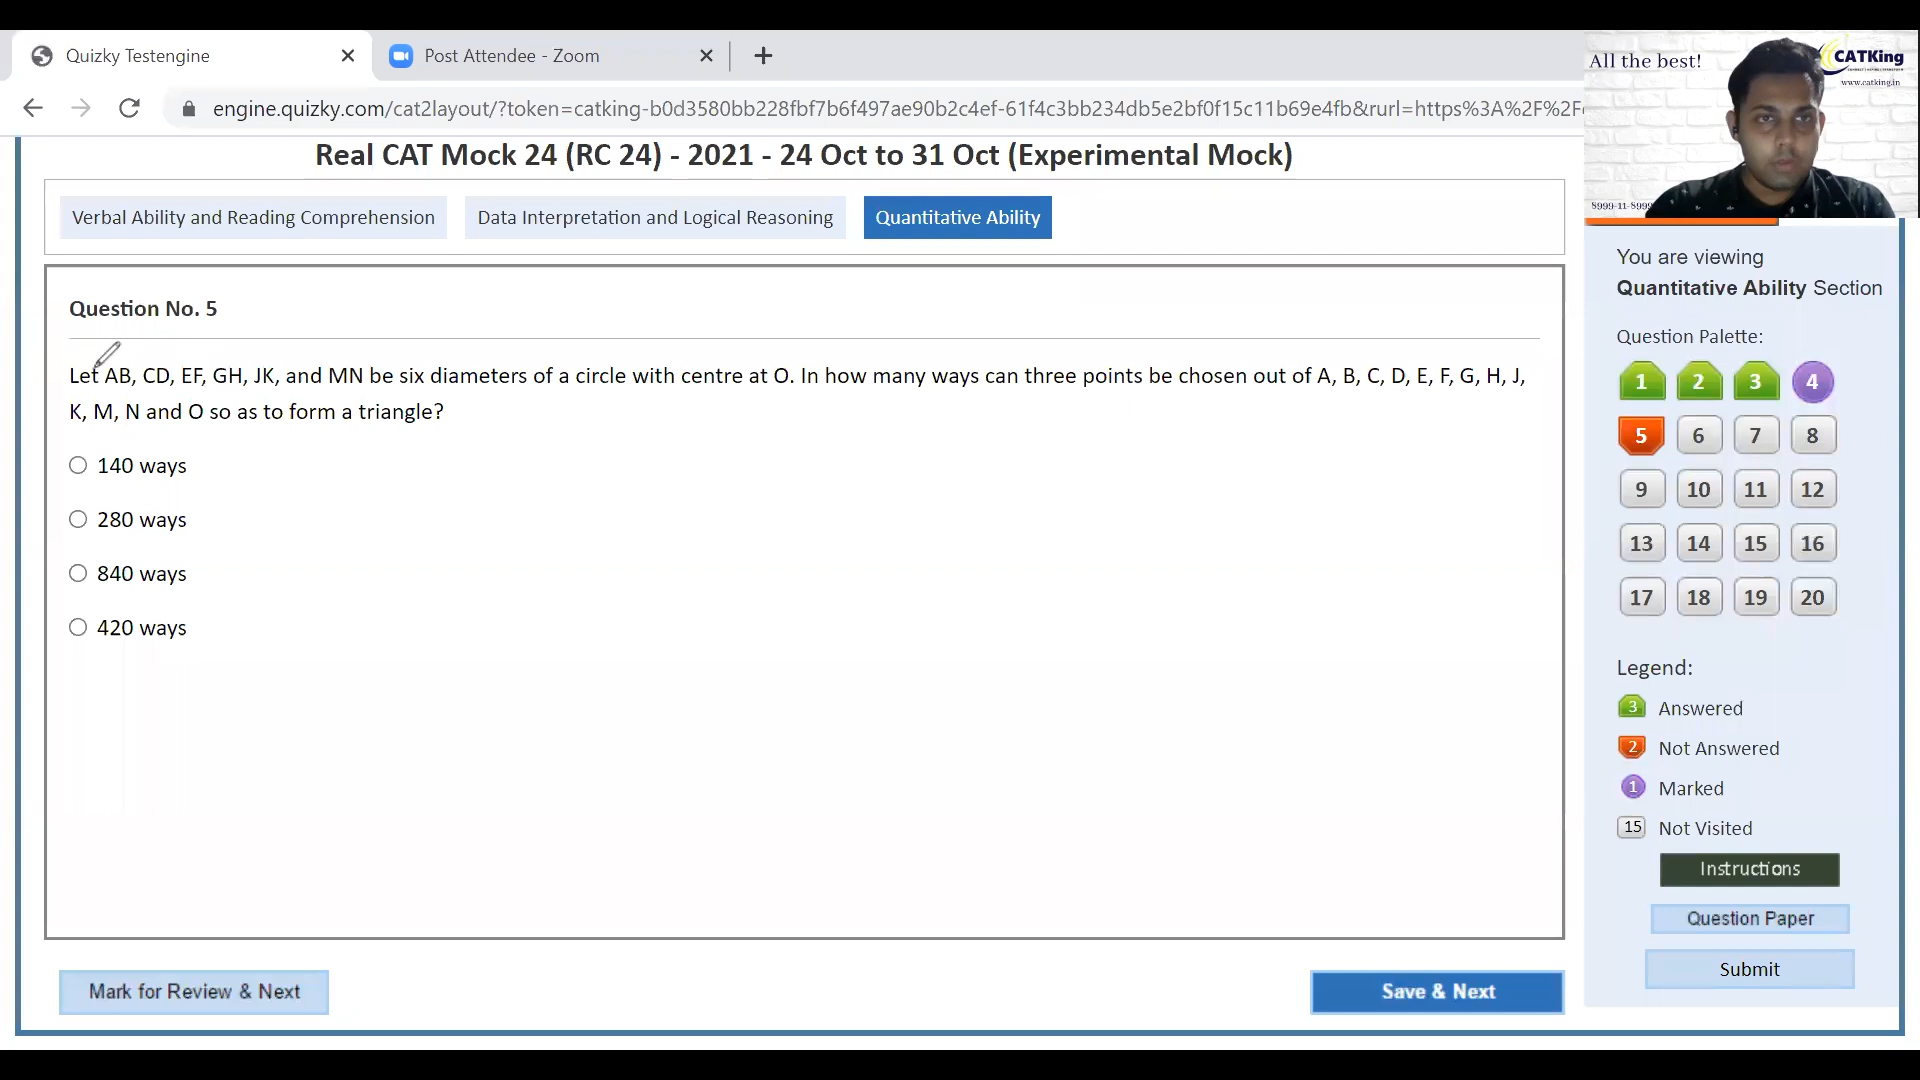 Quizky Testengine
Post Attendee - Zoom
All the best!
CATKing
www.catking.in
engine.quizky.com/cat2layout/?token=catking-b0d3580bb228fbf7b6f497ae90b2c4ef-61f4c3bb234db5e2bf0f15c11b69e4fb&rurl=https%3A%2F%2F
Real CAT Mock 24 (RC 24) - 2021 - 24 Oct to 31 Oct (Experimental Mock)
8999-11-8999
Verbal Ability and Reading Comprehension
Data Interpretation and Logical Reasoning
Quantitative Ability
You are viewing
Quantitative Ability Section
Question No. 5
Let AB, CD, EF, GH, JK, and MN be six diameters of a circle with centre at O. In how many ways can three points be chosen out of A, B, C, D, E, F, G, H, J,
K, M, N and O so as to form a triangle?
140 ways
280 ways
840 ways
420 ways
Question Palette:
1 2 3 4
5 6 7 8
9 10 11 12
13 14 15 16
17 18 19 20
Legend:
3 Answered
2 Not Answered
1 Marked
15 Not Visited
Instructions
Question Paper
Submit
Mark for Review & Next
Save & Next